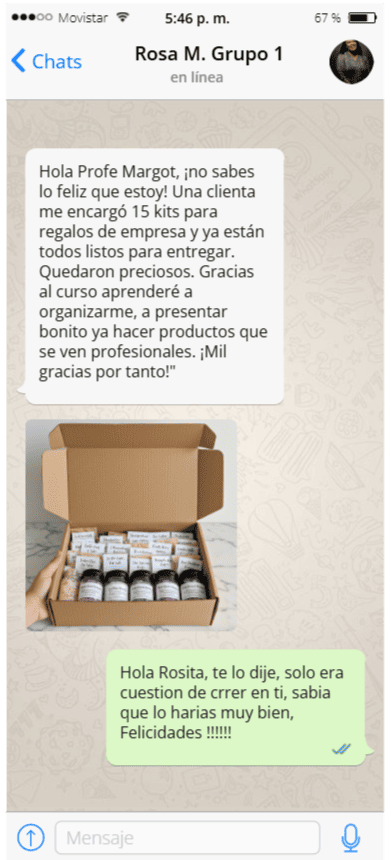 Movistar 5:46 p. m. 67 %
Chats
Rosa M. Grupo 1
en línea
Hola Profe Margot, ¡no sabes
lo feliz que estoy! Una clienta
me encargó 15 kits para
regalos de empresa y ya están
todos listos para entregar.
Quedaron preciosos. Gracias
al curso aprenderé a
organizarme, a presentar
bonito ya hacer productos que
se ven profesionales. ¡Mil
gracias por tanto!"
Hola Rosita, te lo dije, solo era
cuestion de crrer en ti, sabia
que lo harias muy bien,
Felicidades !!!!!!
Mensaje